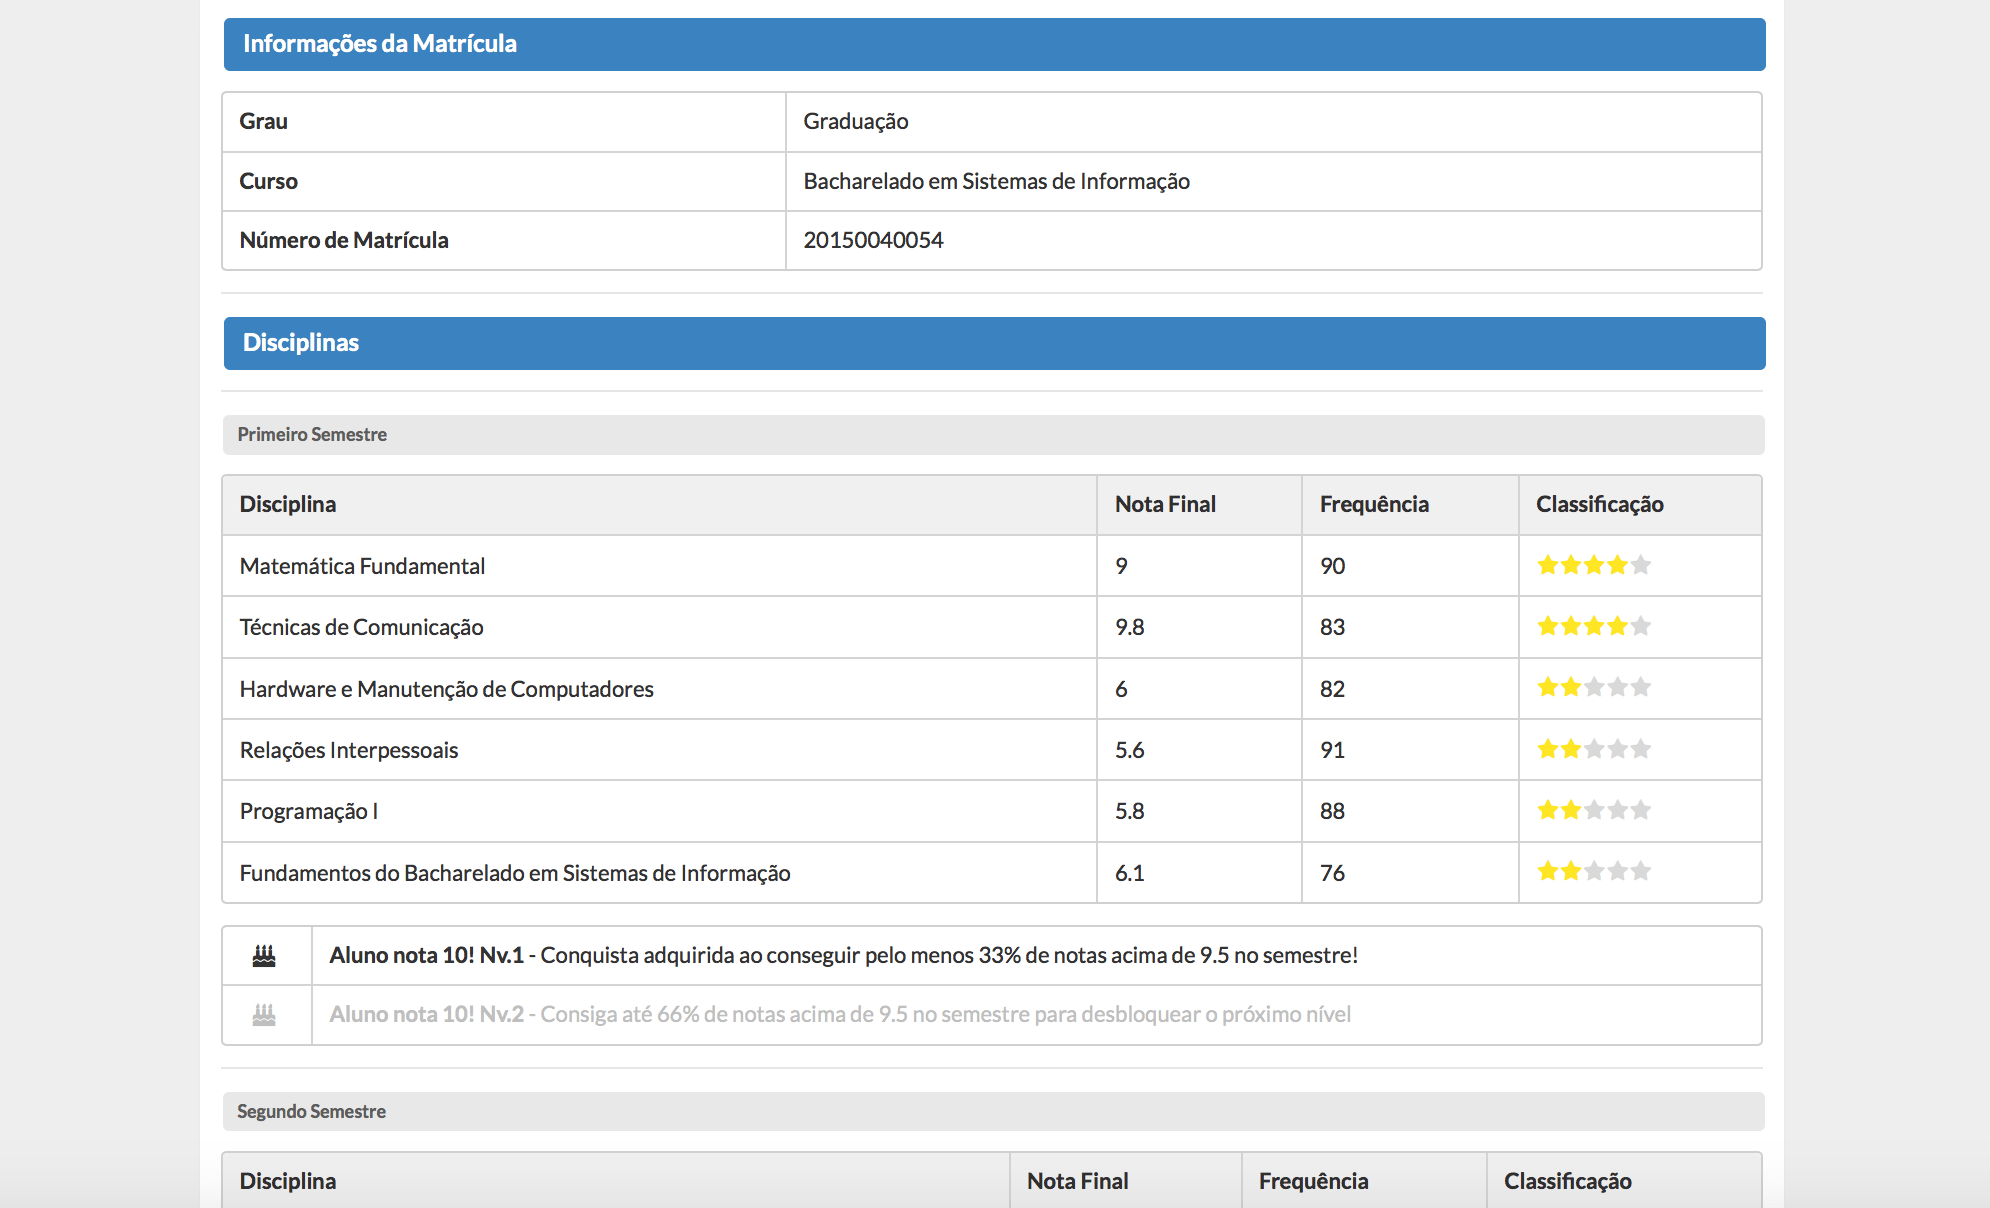 Informações da Matrícula
Grau Graduação
Curso Bacharelado em Sistemas de Informação
Número de Matrícula 20150040054
Disciplinas
Primeiro Semestre
Disciplina Nota Final Frequência Classificação
Matemática Fundamental 9 90
Técnicas de Comunicação 9.8 83
Hardware e Manutenção de Computadores 6 82
Relações Interpessoais 5.6 91
Programação I 5.8 88
Fundamentos do Bacharelado em Sistemas de Informação 6.1 76
Aluno nota 10! Nv.1 - Conquista adquirida ao conseguir pelo menos 33% de notas acima de 9.5 no semestre!
Aluno nota 10! Nv.2 - Consiga até 66% de notas acima de 9.5 no semestre para desbloquear o próximo nível
Segundo Semestre
Disciplina Nota Final Frequência Classificação